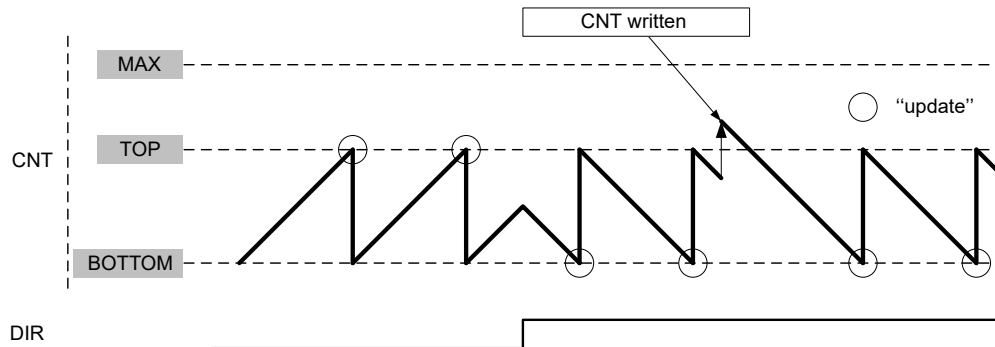 CNT written
MAX
“update”
TOP
CNT
BOTTOM
DIR